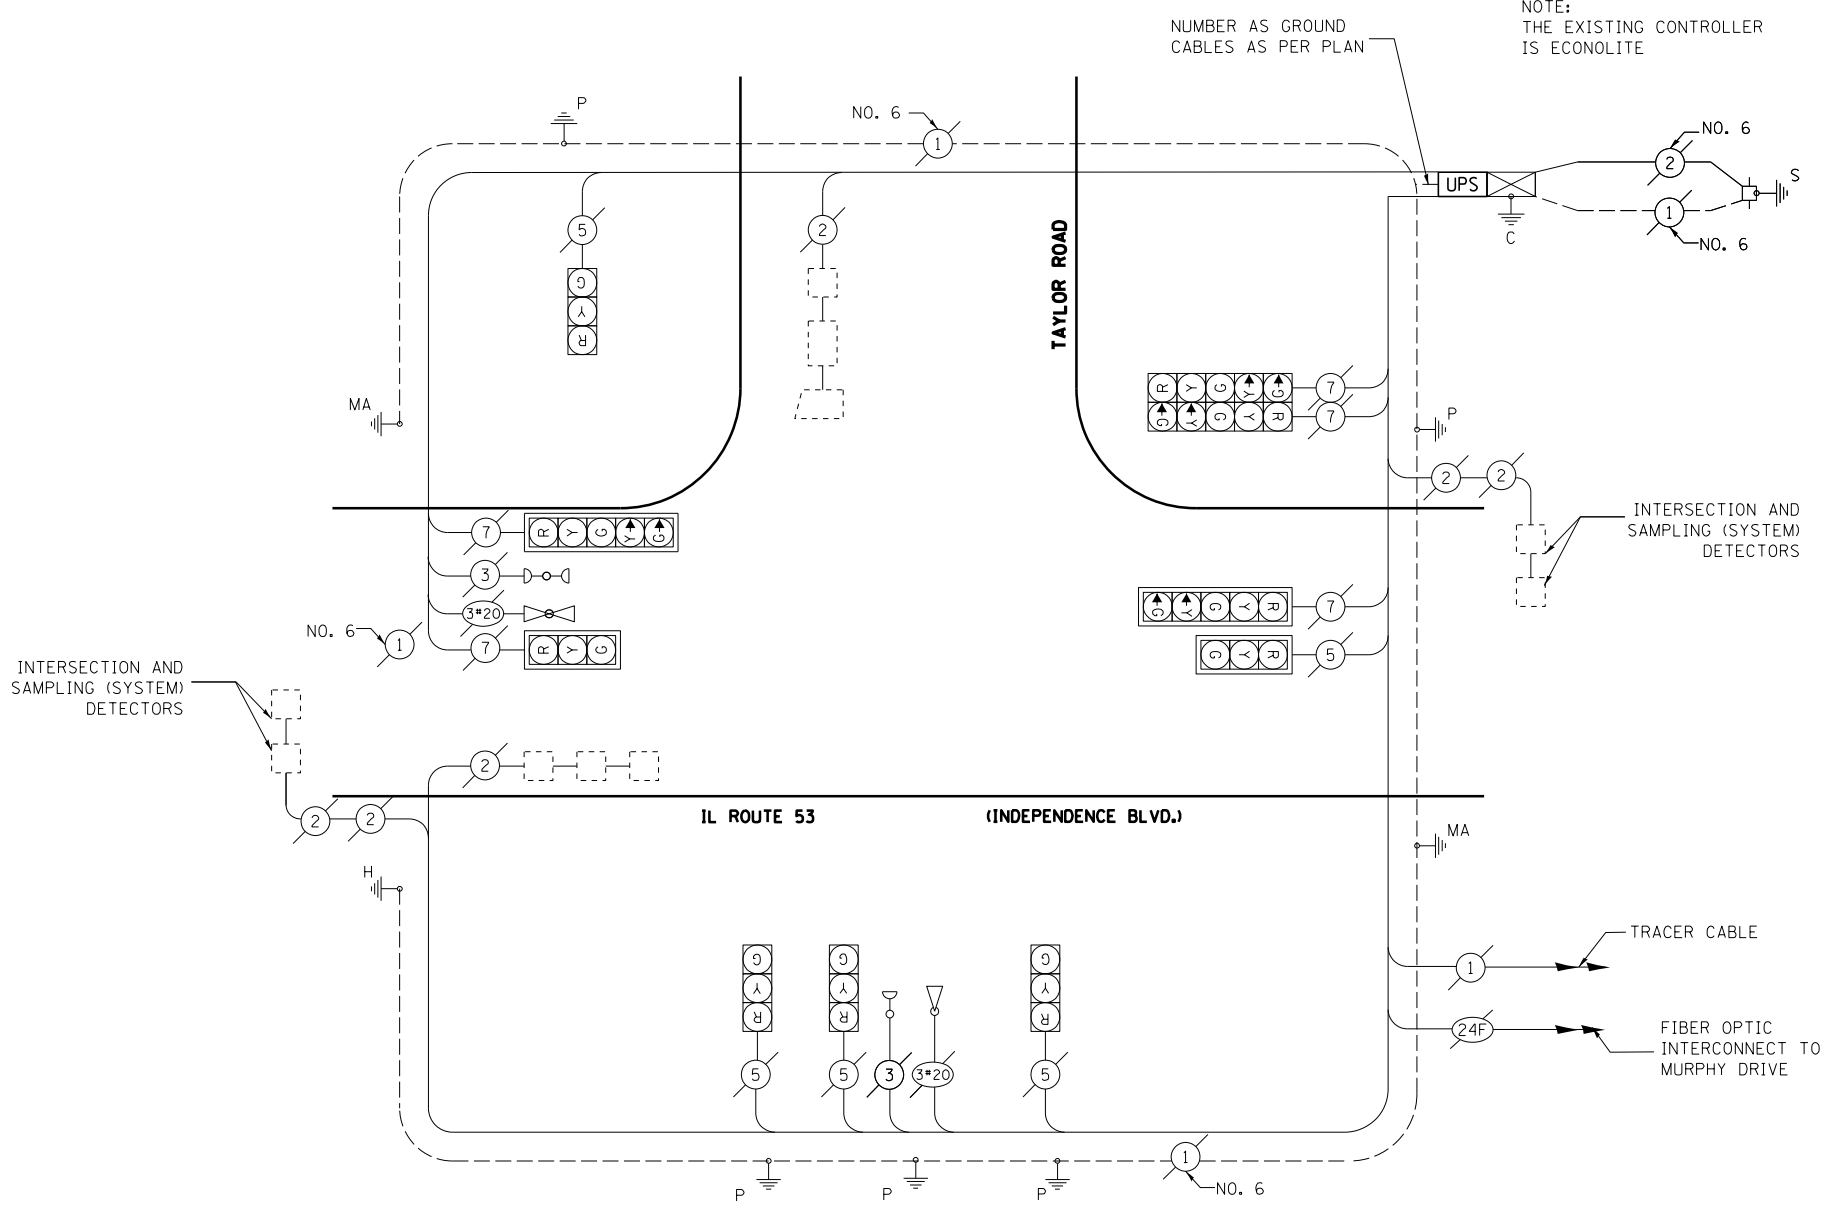 NOTE:
THE EXISTING CONTROLLER
IS ECONOLITE
NUMBER AS GROUND
CABLES AS PER PLAN
P
NO. 6
1
NO. 6
2
UPS
S
1
NO. 6
C
5
2
G
Y
R
TAYLOR ROAD
MA
R Y G Y G
7
G Y G Y R
7
P
2
2
INTERSECTION AND
SAMPLING (SYSTEM)
DETECTORS
7
R Y G Y G
3
3#20
NO. 6
1
7
R Y G
G Y G Y R
7
G Y R
5
INTERSECTION AND
SAMPLING (SYSTEM)
DETECTORS
2
2
2
IL ROUTE 53
(INDEPENDENCE BLVD.)
MA
H
TRACER CABLE
1
G
Y
R
G
Y
R
G
Y
R
24F
FIBER OPTIC
INTERCONNECT TO
MURPHY DRIVE
5
5
3
3#20
5
1
NO. 6
P
P
P